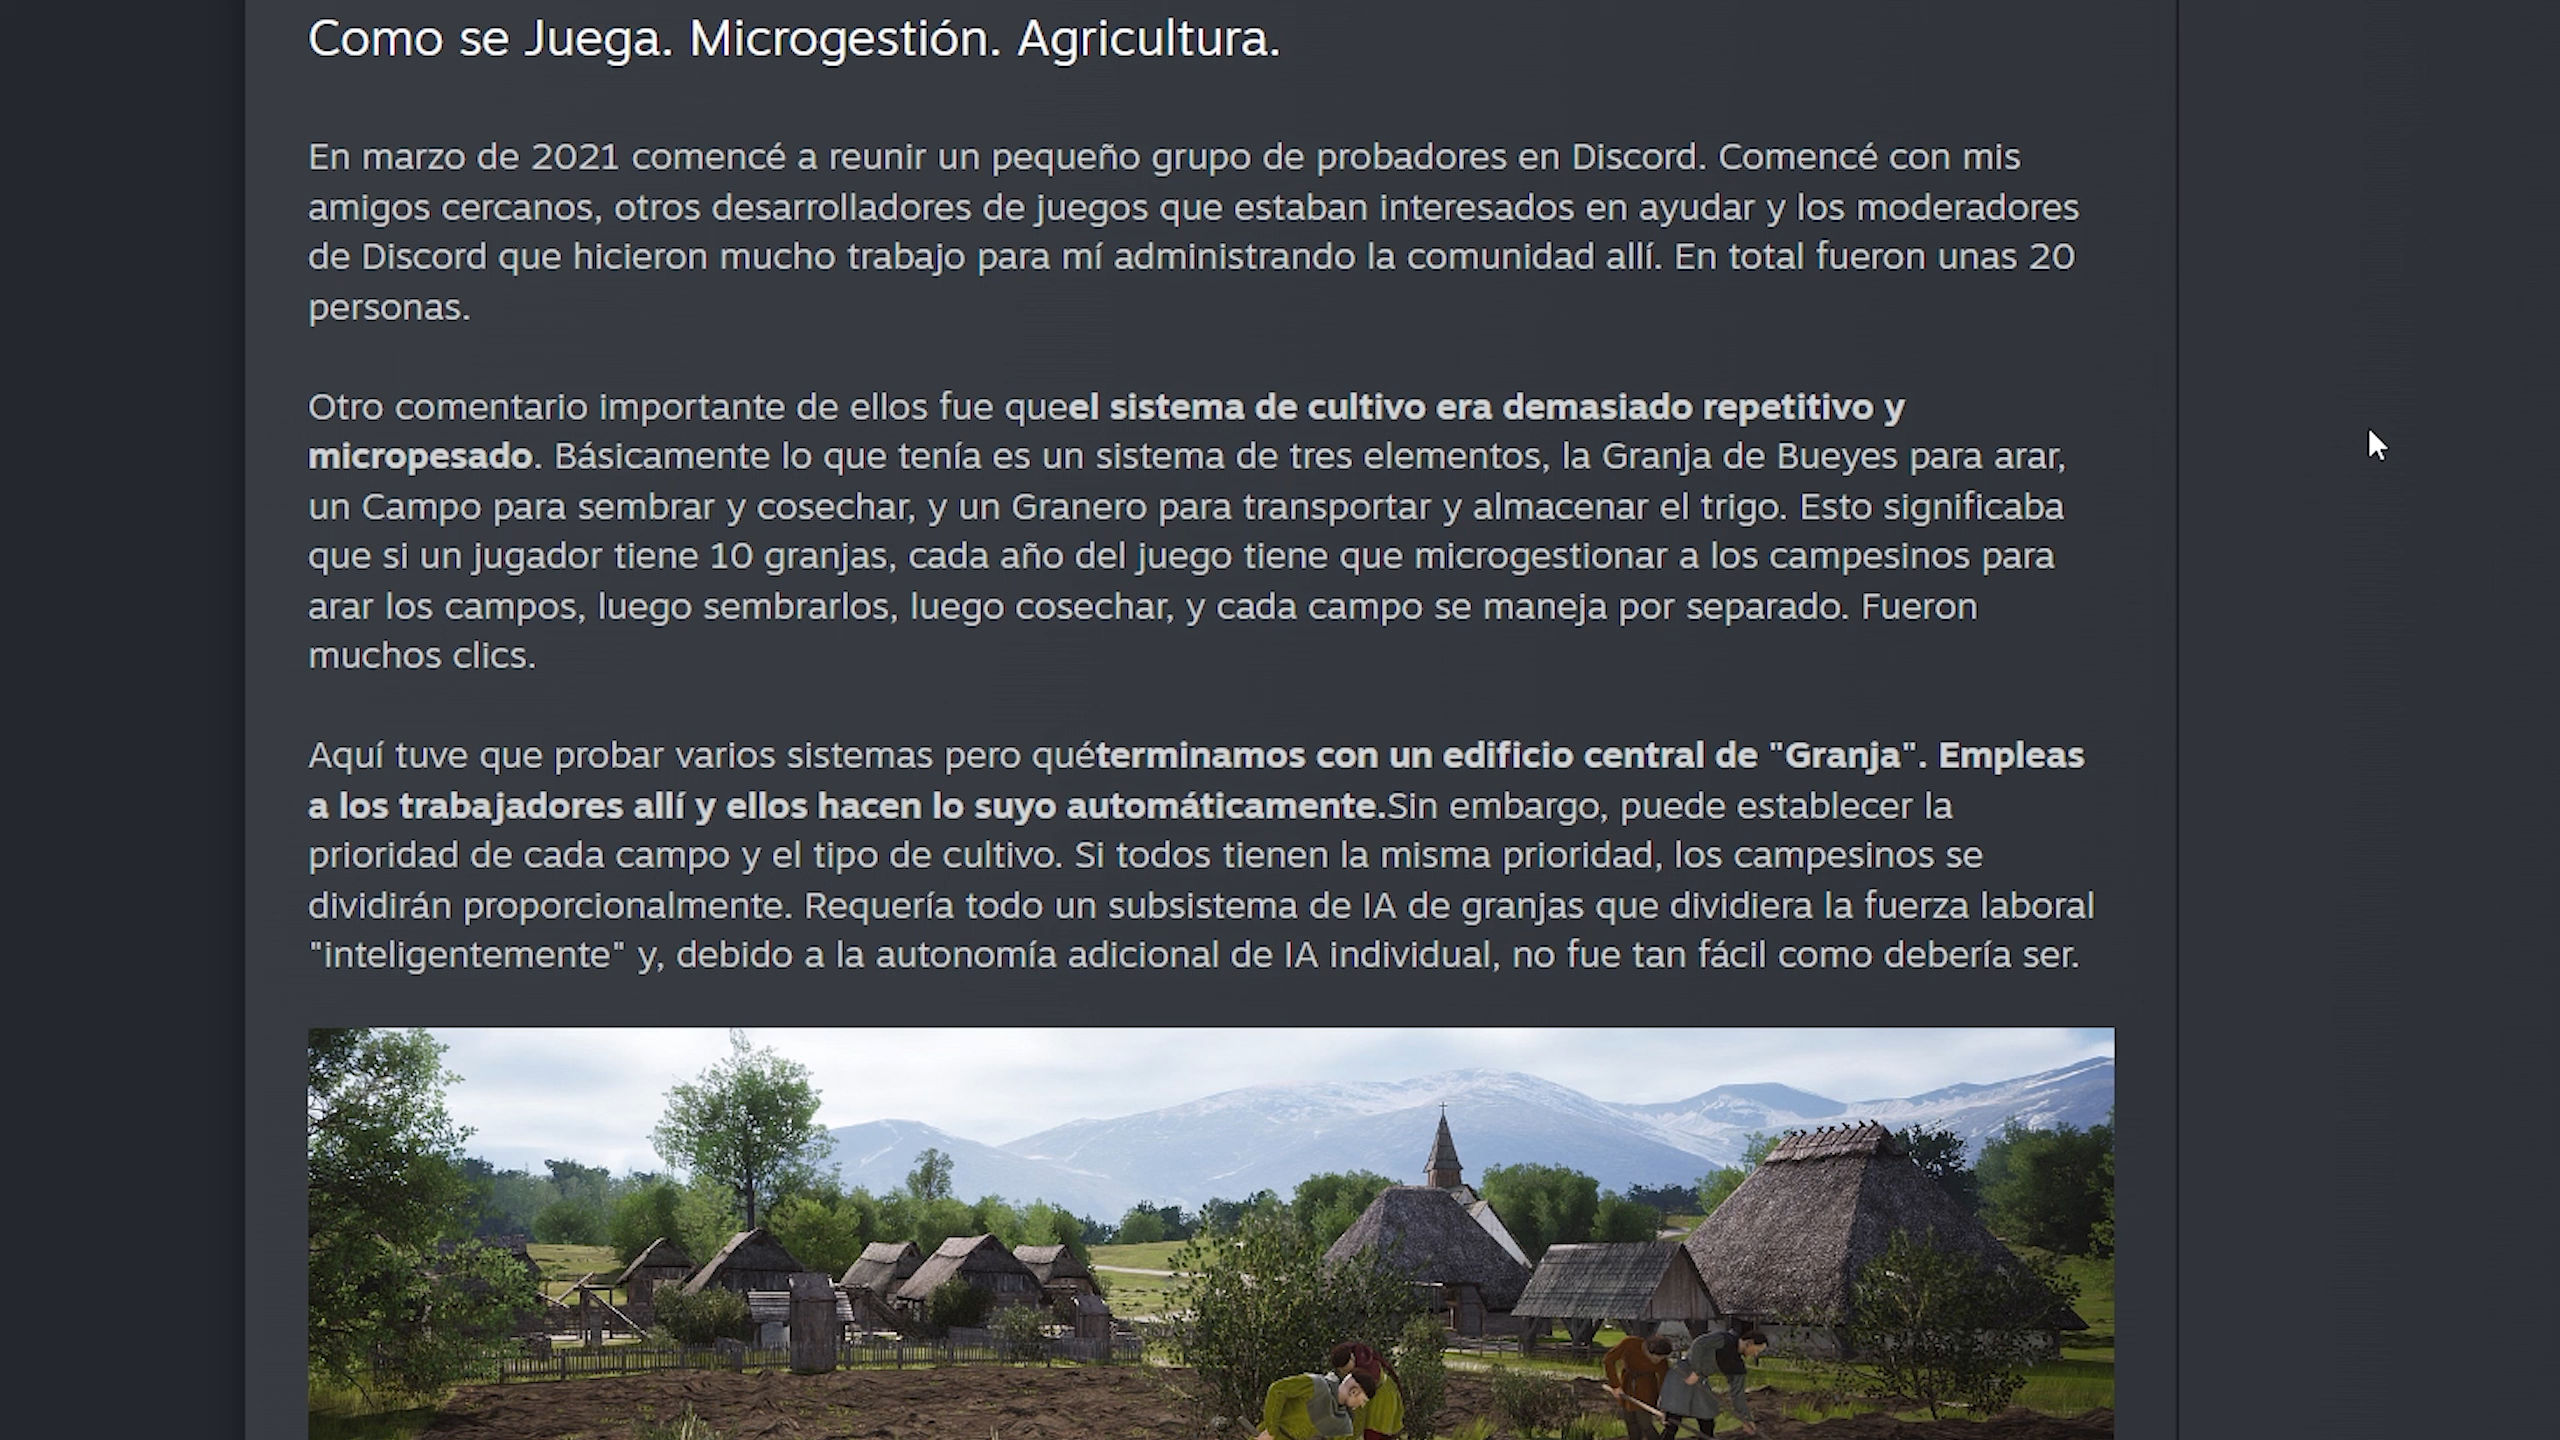 Como se Juega. Microgestión. Agricultura.
En marzo de 2021 comencé a reunir un pequeño grupo de probadores en Discord. Comencé con mis
amigos cercanos, otros desarrolladores de juegos que estaban interesados en ayudar y los moderadores
de Discord que hicieron mucho trabajo para mí administrando la comunidad allí. En total fueron unas 20
personas.
Otro comentario importante de ellos fue queel sistema de cultivo era demasiado repetitivo y
micropesado. Básicamente lo que tenía es un sistema de tres elementos, la Granja de Bueyes para arar,
un Campo para sembrar y cosechar, y un Granero para transportar y almacenar el trigo. Esto significaba
que si un jugador tiene 10 granjas, cada año del juego tiene que microgestionar a los campesinos para
arar los campos, luego sembrarlos, luego cosechar, y cada campo se maneja por separado. Fueron
muchos clics.
Aquí tuve que probar varios sistemas pero quéterminamos con un edificio central de "Granja". Empleas
a los trabajadores allí y ellos hacen lo suyo automáticamente.Sin embargo, puede establecer la
prioridad de cada campo y el tipo de cultivo. Si todos tienen la misma prioridad, los campesinos se
dividirán proporcionalmente. Requería todo un subsistema de IA de granjas que dividiera la fuerza laboral
"inteligentemente" y, debido a la autonomía adicional de IA individual, no fue tan fácil como debería ser.